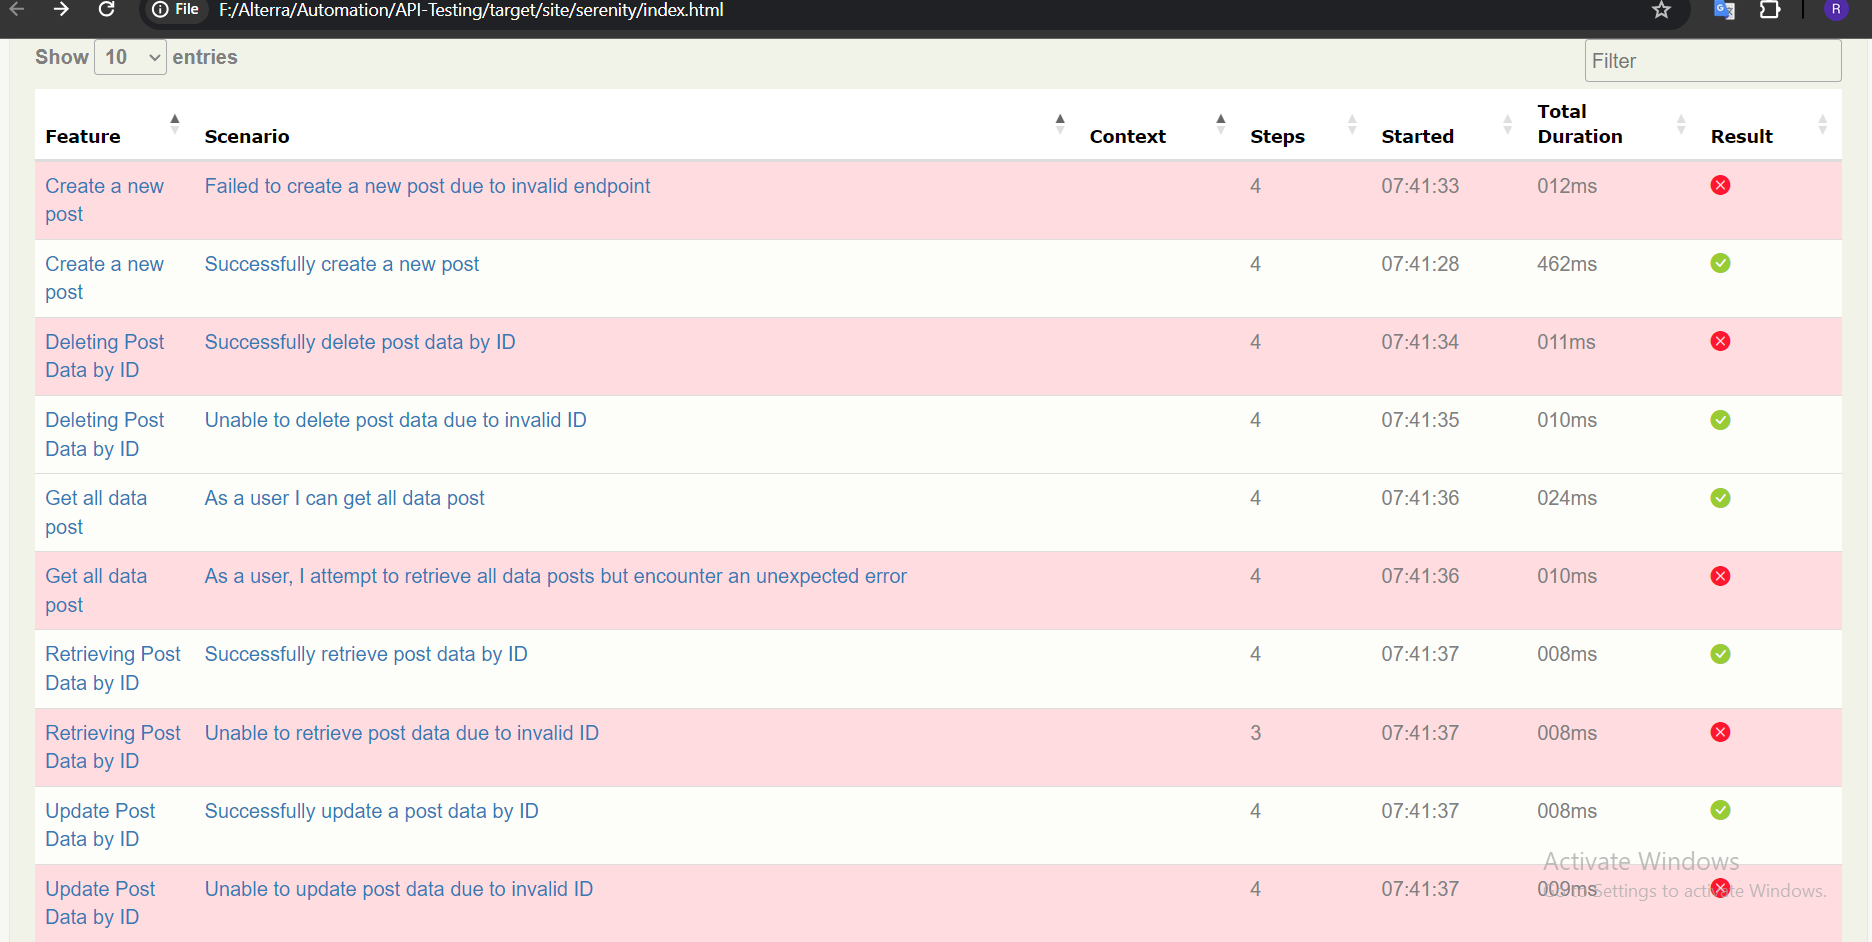 File F:/Alterra/Automation/API-Testing/target/site/serenity/index.html R
Show 10 entries Filter
Feature Scenario Context Steps Started Total Duration Result
Create a new Failed to create a new post due to invalid endpoint 4 07:41:33 012ms
post
Create a new Successfully create a new post 4 07:41:28 462ms
post
Deleting Post Successfully delete post data by ID 4 07:41:34 011ms
Data by ID
Deleting Post Unable to delete post data due to invalid ID 4 07:41:35 010ms
Data by ID
Get all data As a user I can get all data post 4 07:41:36 024ms
post
Get all data As a user, I attempt to retrieve all data posts but encounter an unexpected error 4 07:41:36 010ms
post
Retrieving Post Successfully retrieve post data by ID 4 07:41:37 008ms
Data by ID
Retrieving Post Unable to retrieve post data due to invalid ID 3 07:41:37 008ms
Data by ID
Update Post Successfully update a post data by ID 4 07:41:37 008ms
Data by ID
Activate Windows
Update Post Unable to update post data due to invalid ID 4 07:41:37 009ms
Settings to activate Windows.
Data by ID